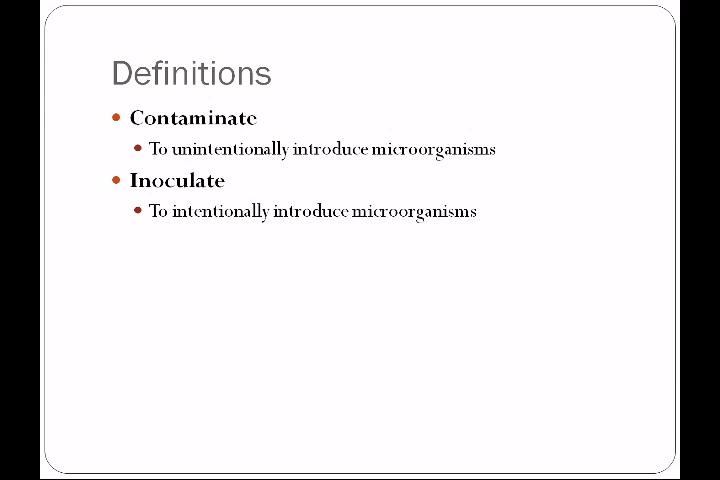 Definitions
Contaminate
To unintentionally introduce microorganisms
Inoculate
To intentionally introduce microorganisms